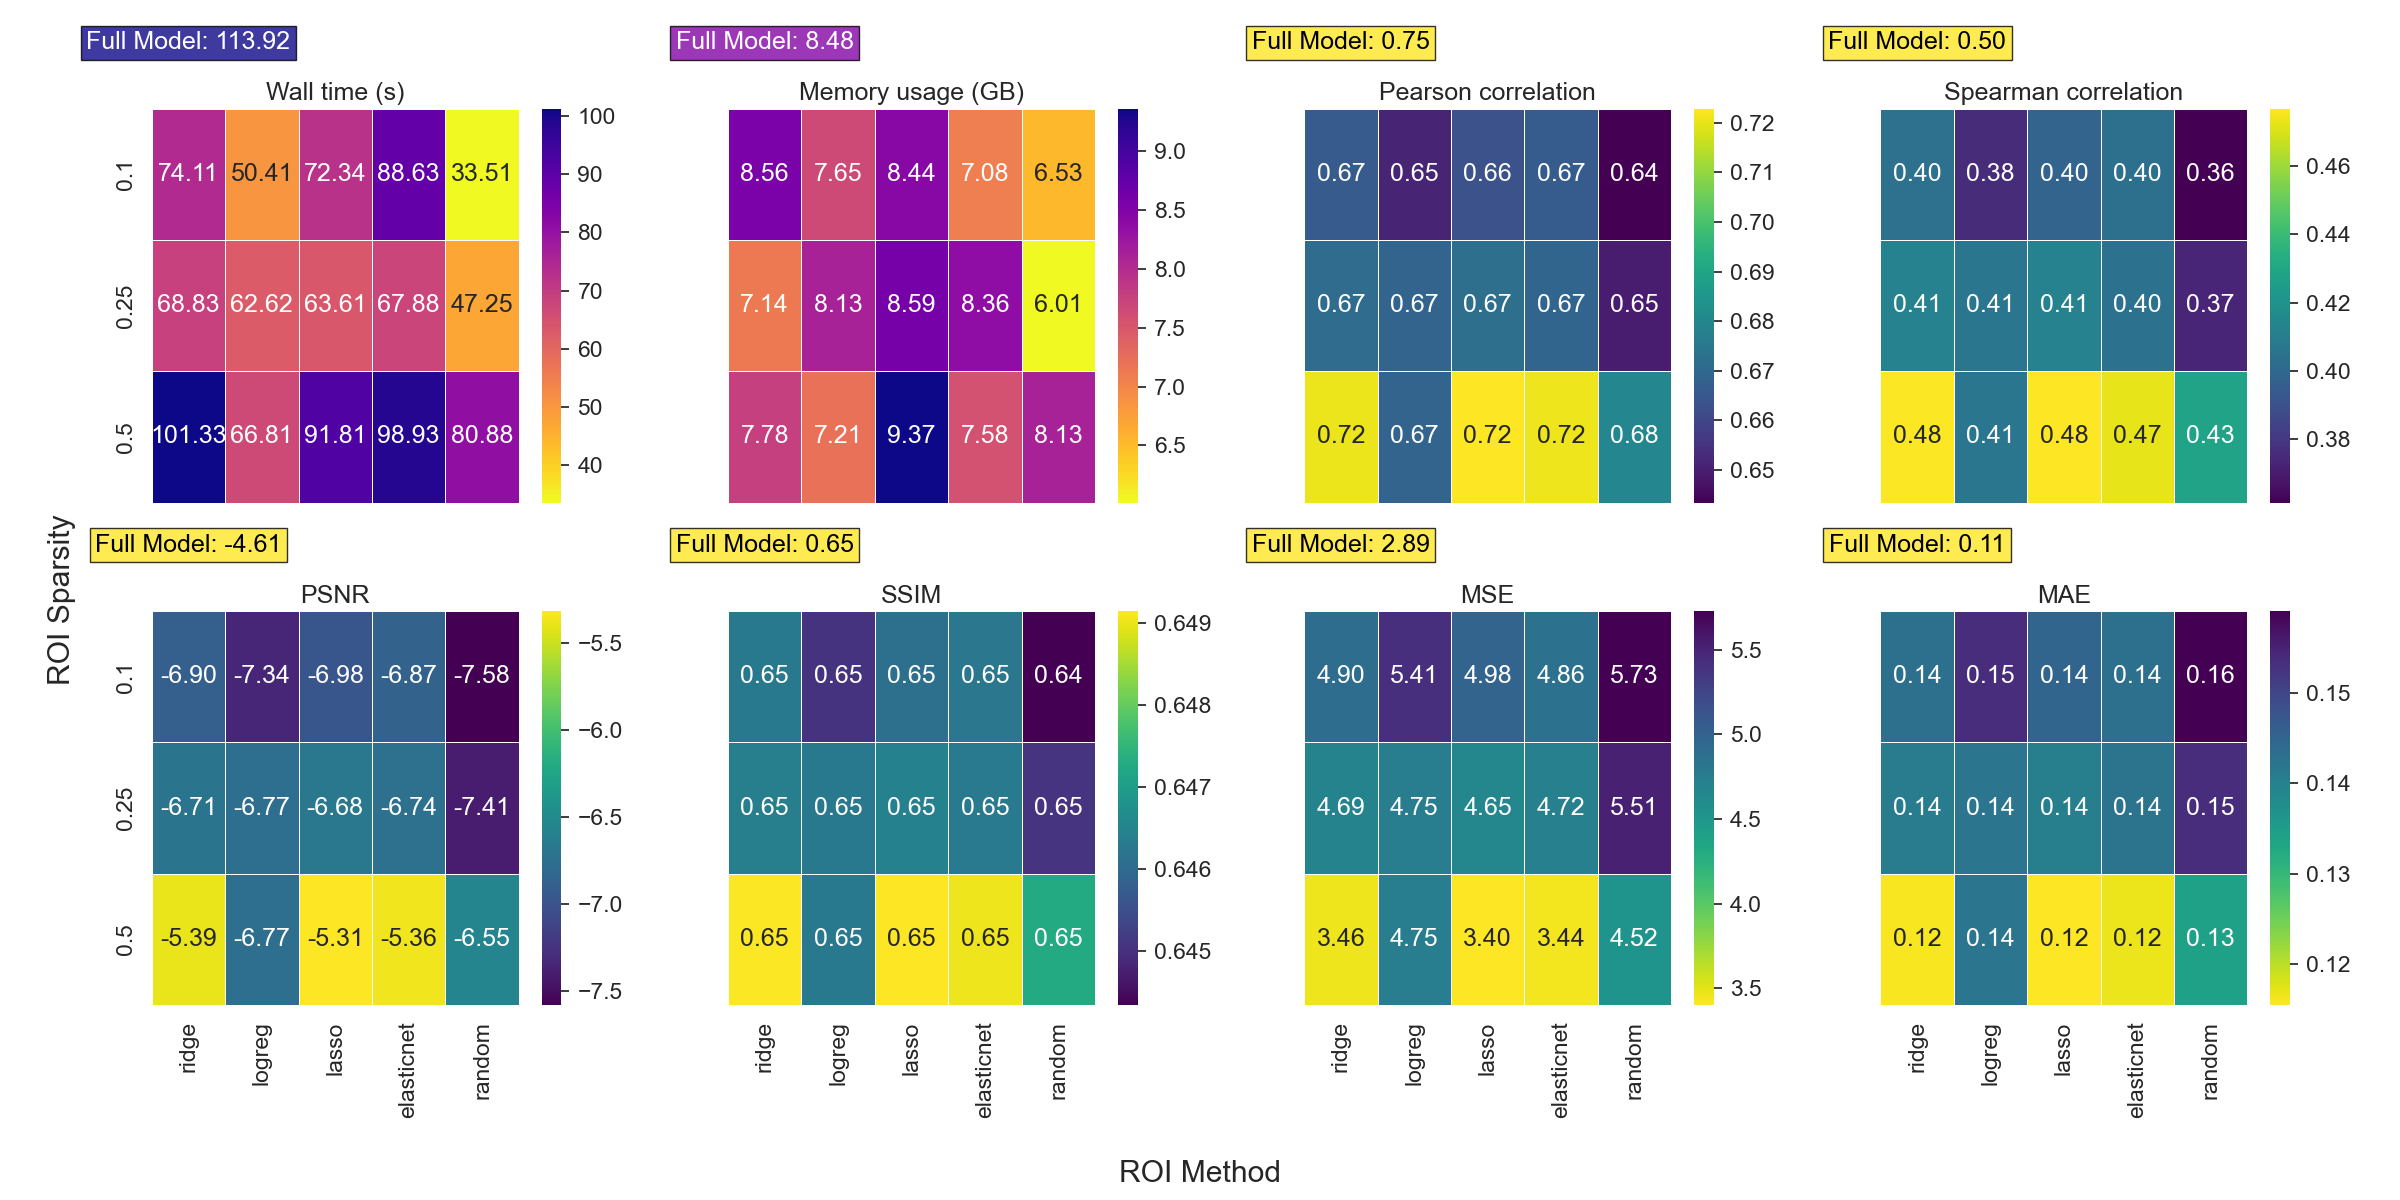 Full Model: 113.92
Full Model: 8.48
Full Model: 0.75
Full Model: 0.50
Wall time (s)
Memory usage (GB)
Pearson correlation
Spearman correlation
0.1
74.11 50.41 72.34 88.63 33.51
0.25
68.83 62.62 63.61 67.88 47.25
0.5
101.33 66.81 91.81 98.93 80.88
100
90
80
70
60
50
40
8.56 7.65 8.44 7.08 6.53
7.14 8.13 8.59 8.36 6.01
7.78 7.21 9.37 7.58 8.13
9.0
8.5
8.0
7.5
7.0
6.5
0.67 0.65 0.66 0.67 0.64
0.67 0.67 0.67 0.67 0.65
0.72 0.67 0.72 0.72 0.68
0.72
0.71
0.70
0.69
0.68
0.67
0.66
0.65
0.40 0.38 0.40 0.40 0.36
0.41 0.41 0.41 0.40 0.37
0.48 0.41 0.48 0.47 0.43
0.46
0.44
0.42
0.40
0.38
ROI Sparsity
Full Model: -4.61
Full Model: 0.65
Full Model: 2.89
Full Model: 0.11
PSNR
SSIM
MSE
MAE
0.1
-6.90 -7.34 -6.98 -6.87 -7.58
0.25
-6.71 -6.77 -6.68 -6.74 -7.41
0.5
-5.39 -6.77 -5.31 -5.36 -6.55
−5.5
−6.0
−6.5
−7.0
−7.5
0.65 0.65 0.65 0.65 0.64
0.65 0.65 0.65 0.65 0.65
0.65 0.65 0.65 0.65 0.65
0.649
0.648
0.647
0.646
0.645
4.90 5.41 4.98 4.86 5.73
4.69 4.75 4.65 4.72 5.51
3.46 4.75 3.40 3.44 4.52
5.5
5.0
4.5
4.0
3.5
0.14 0.15 0.14 0.14 0.16
0.14 0.14 0.14 0.14 0.15
0.12 0.14 0.12 0.12 0.13
0.15
0.14
0.13
0.12
ridge logreg lasso elasticnet random
ridge logreg lasso elasticnet random
ridge logreg lasso elasticnet random
ridge logreg lasso elasticnet random
ROI Method